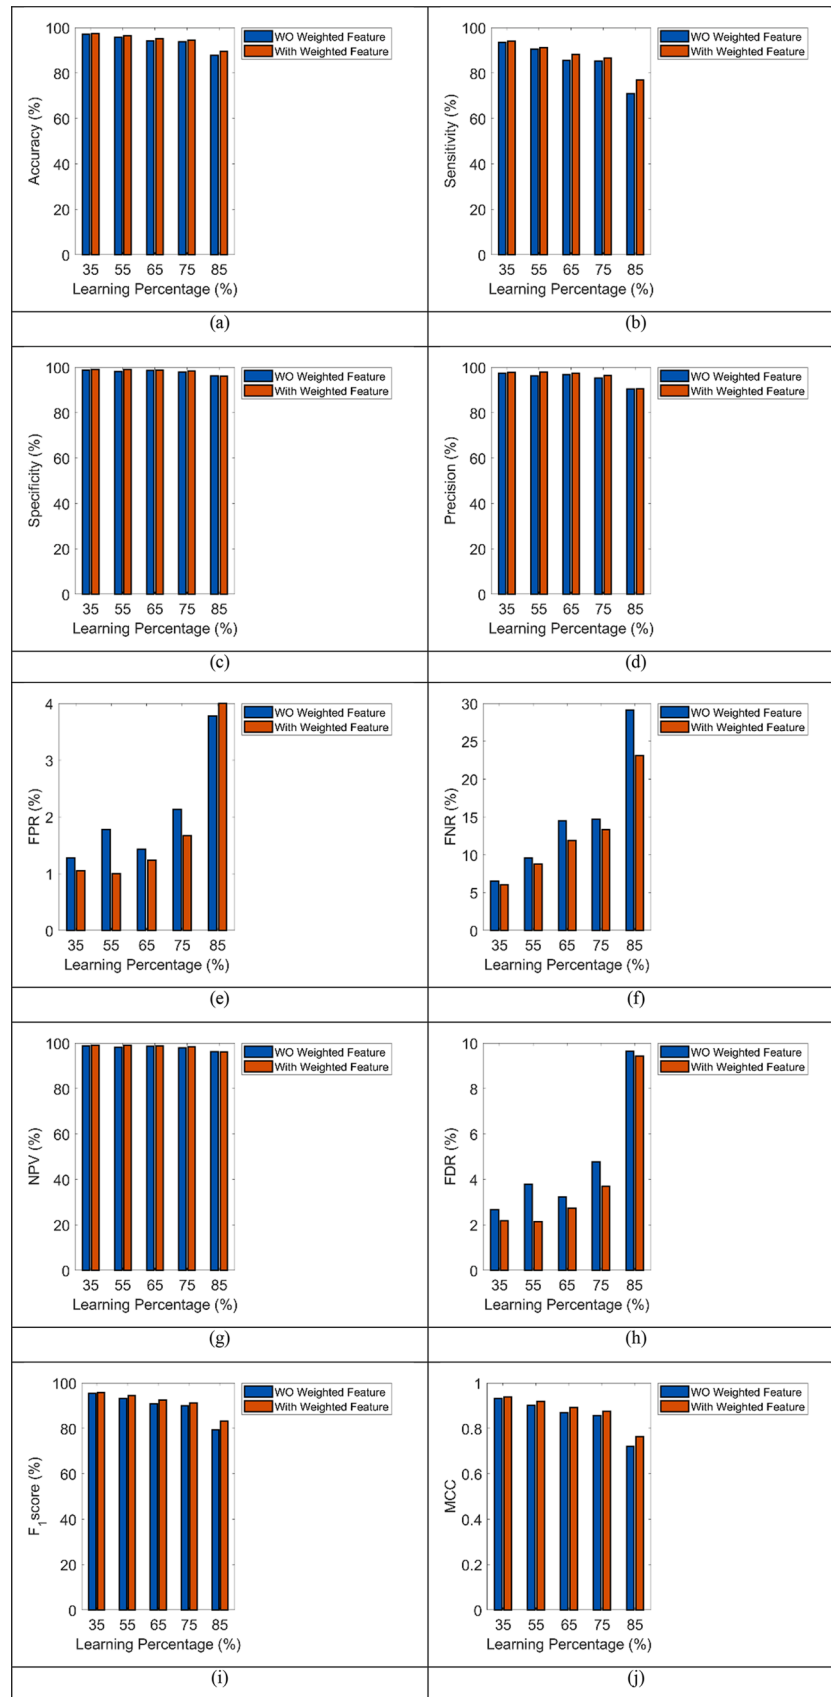 100
80
60
40
20
0
Accuracy (%)
35 55 65 75 85
Learning Percentage (%)
WO Weighted Feature
With Weighted Feature
(a)
100
80
60
40
20
0
Sensitivity (%)
35 55 65 75 85
Learning Percentage (%)
WO Weighted Feature
With Weighted Feature
(b)
100
80
60
40
20
0
Specificity (%)
35 55 65 75 85
Learning Percentage (%)
WO Weighted Feature
With Weighted Feature
(c)
100
80
60
40
20
0
Precision (%)
35 55 65 75 85
Learning Percentage (%)
WO Weighted Feature
With Weighted Feature
(d)
4
3
2
1
0
FPR (%)
35 55 65 75 85
Learning Percentage (%)
WO Weighted Feature
With Weighted Feature
(e)
30
25
20
15
10
5
0
FNR (%)
35 55 65 75 85
Learning Percentage (%)
WO Weighted Feature
With Weighted Feature
(f)
100
80
60
40
20
0
NPV (%)
35 55 65 75 85
Learning Percentage (%)
WO Weighted Feature
With Weighted Feature
(g)
10
8
6
4
2
0
FDR (%)
35 55 65 75 85
Learning Percentage (%)
WO Weighted Feature
With Weighted Feature
(h)
100
80
60
40
20
0
F₁score (%)
35 55 65 75 85
Learning Percentage (%)
WO Weighted Feature
With Weighted Feature
(i)
1
0.8
0.6
0.4
0.2
0
MCC
35 55 65 75 85
Learning Percentage (%)
WO Weighted Feature
With Weighted Feature
(j)